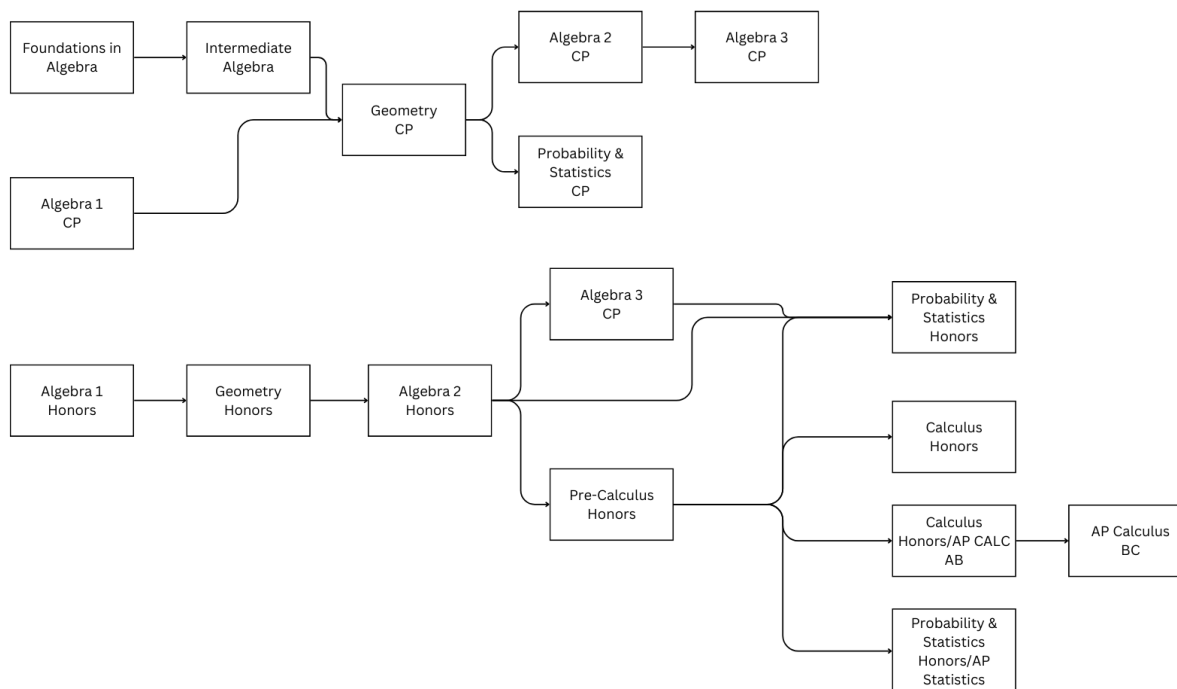 Foundations in
Algebra
Intermediate
Algebra
Algebra 2
CP
Algebra 3
CP
Geometry
CP
Probability &
Statistics
CP
Algebra 1
CP
Algebra 3
CP
Probability &
Statistics
Honors
Algebra 1
Honors
Geometry
Honors
Algebra 2
Honors
Calculus
Honors
Pre-Calculus
Honors
Calculus
Honors/AP CALC
AB
AP Calculus
BC
Probability &
Statistics
Honors/AP
Statistics